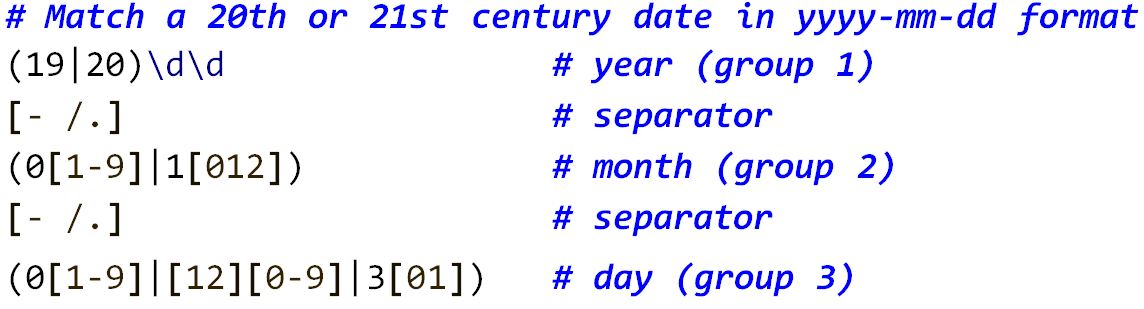 # Match a 20th or 21st century date in yyyy-mm-dd format
(19|20)\d\d # year (group 1)
[- /.] # separator
(0[1-9]|1[012]) # month (group 2)
[- /.] # separator
(0[1-9]|[12][0-9]|3[01]) # day (group 3)